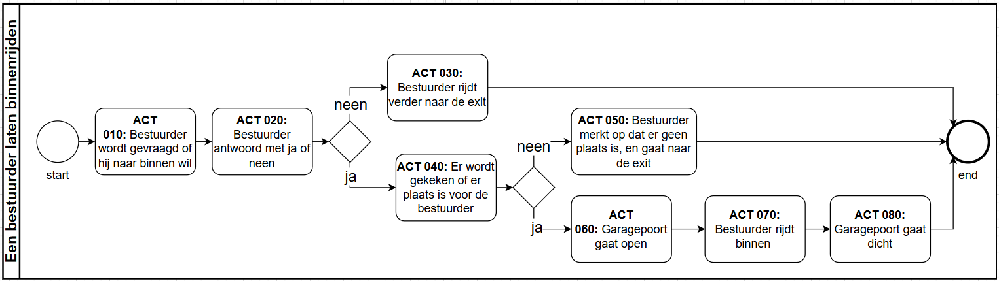 Een bestuurder laten binnenrijden
start
ACT
010: Bestuurder
wordt gevraagd of
hij naar binnen wil
ACT 020:
Bestuurder
antwoord met ja of
neen
neen
ja
ACT 030:
Bestuurder rijdt
verder naar de exit
ACT 040: Er wordt
gekeken of er
plaats is voor de
bestuurder
neen
ja
ACT 050: Bestuurder
merkt op dat er geen
plaats is, en gaat naar
de exit
ACT
060: Garagepoort
gaat open
ACT 070:
Bestuurder rijdt
binnen
ACT 080:
Garagepoort gaat
dicht
end